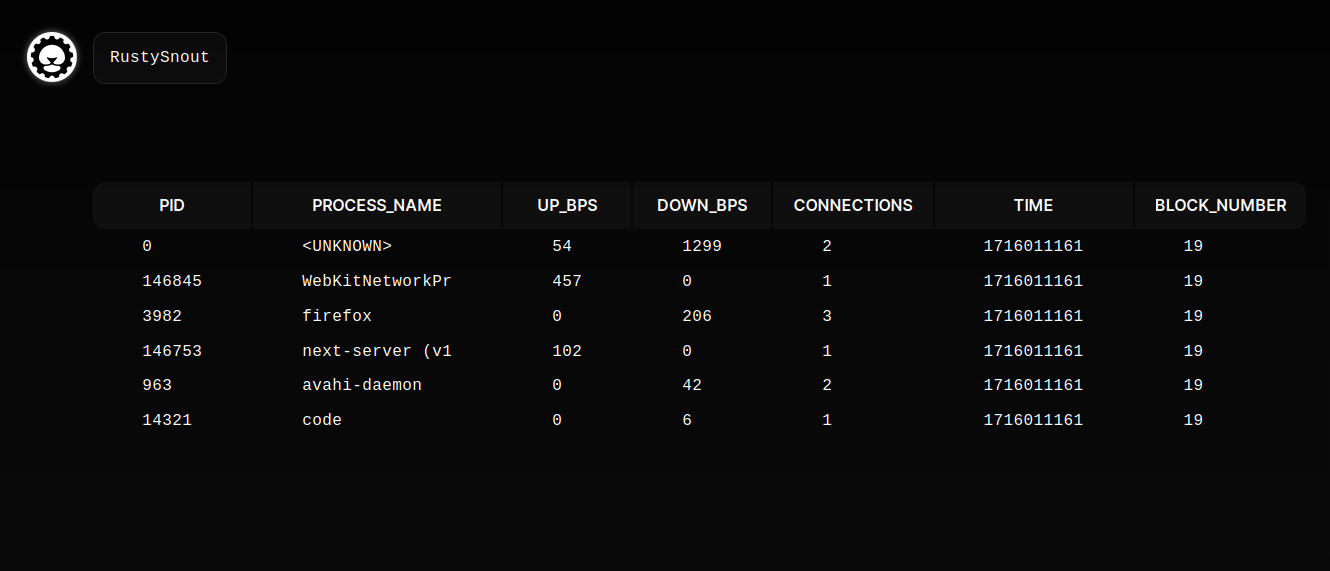 RustySnout
PID PROCESS_NAME UP_BPS DOWN_BPS CONNECTIONS TIME BLOCK_NUMBER
0 <UNKNOWN> 54 1299 2 1716011161 19
146845 WebKitNetworkPr 457 0 1 1716011161 19
3982 firefox 0 206 3 1716011161 19
146753 next-server (v1 102 0 1 1716011161 19
963 avahi-daemon 0 42 2 1716011161 19
14321 code 0 6 1 1716011161 19